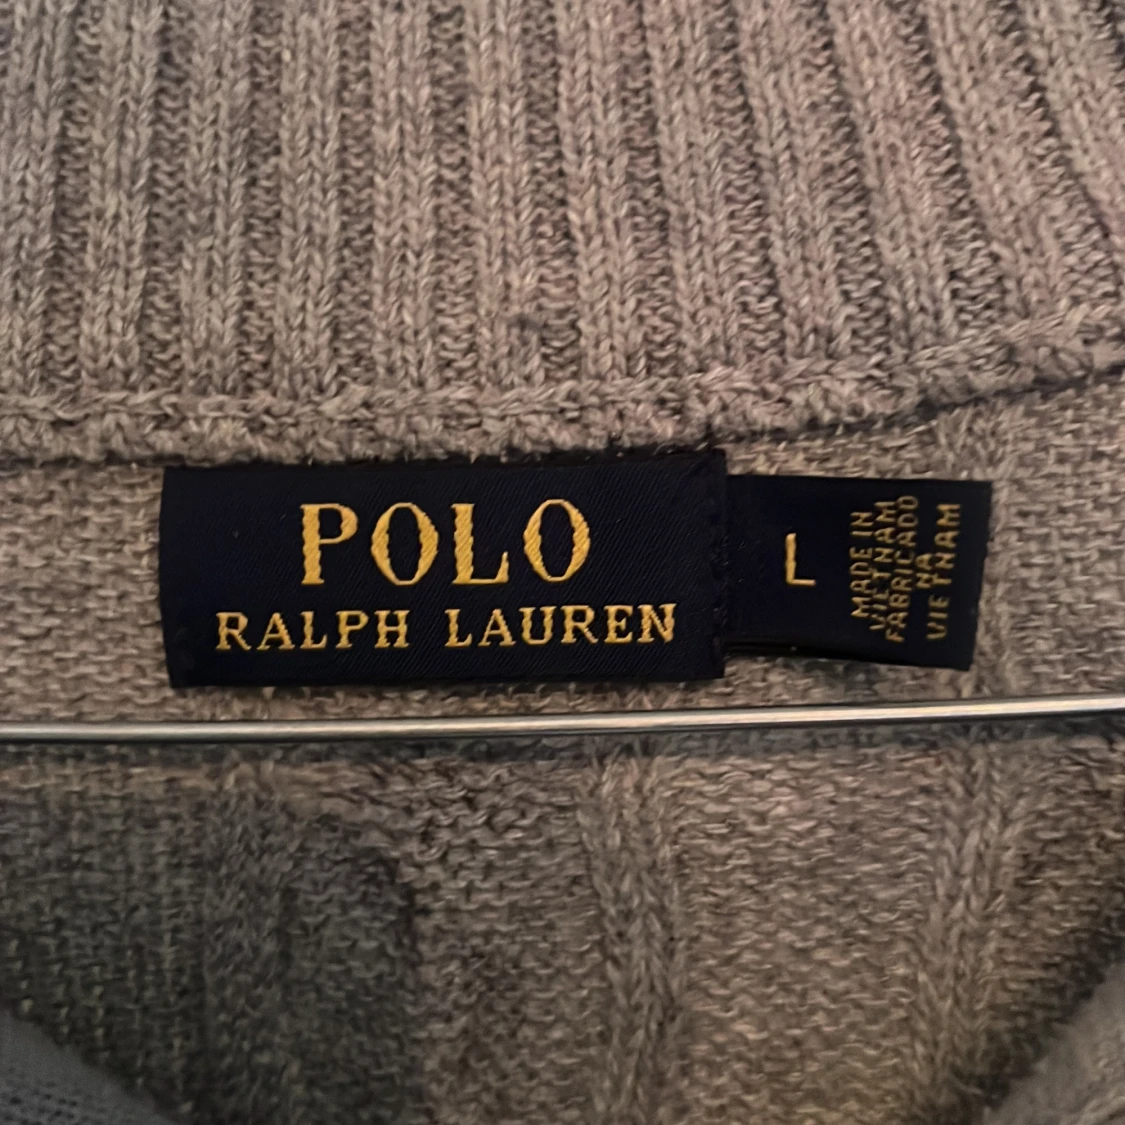 POLO
RALPH LAUREN
L
MADE IN
VIETNAM
FABRICADO
NA
VIETNAM